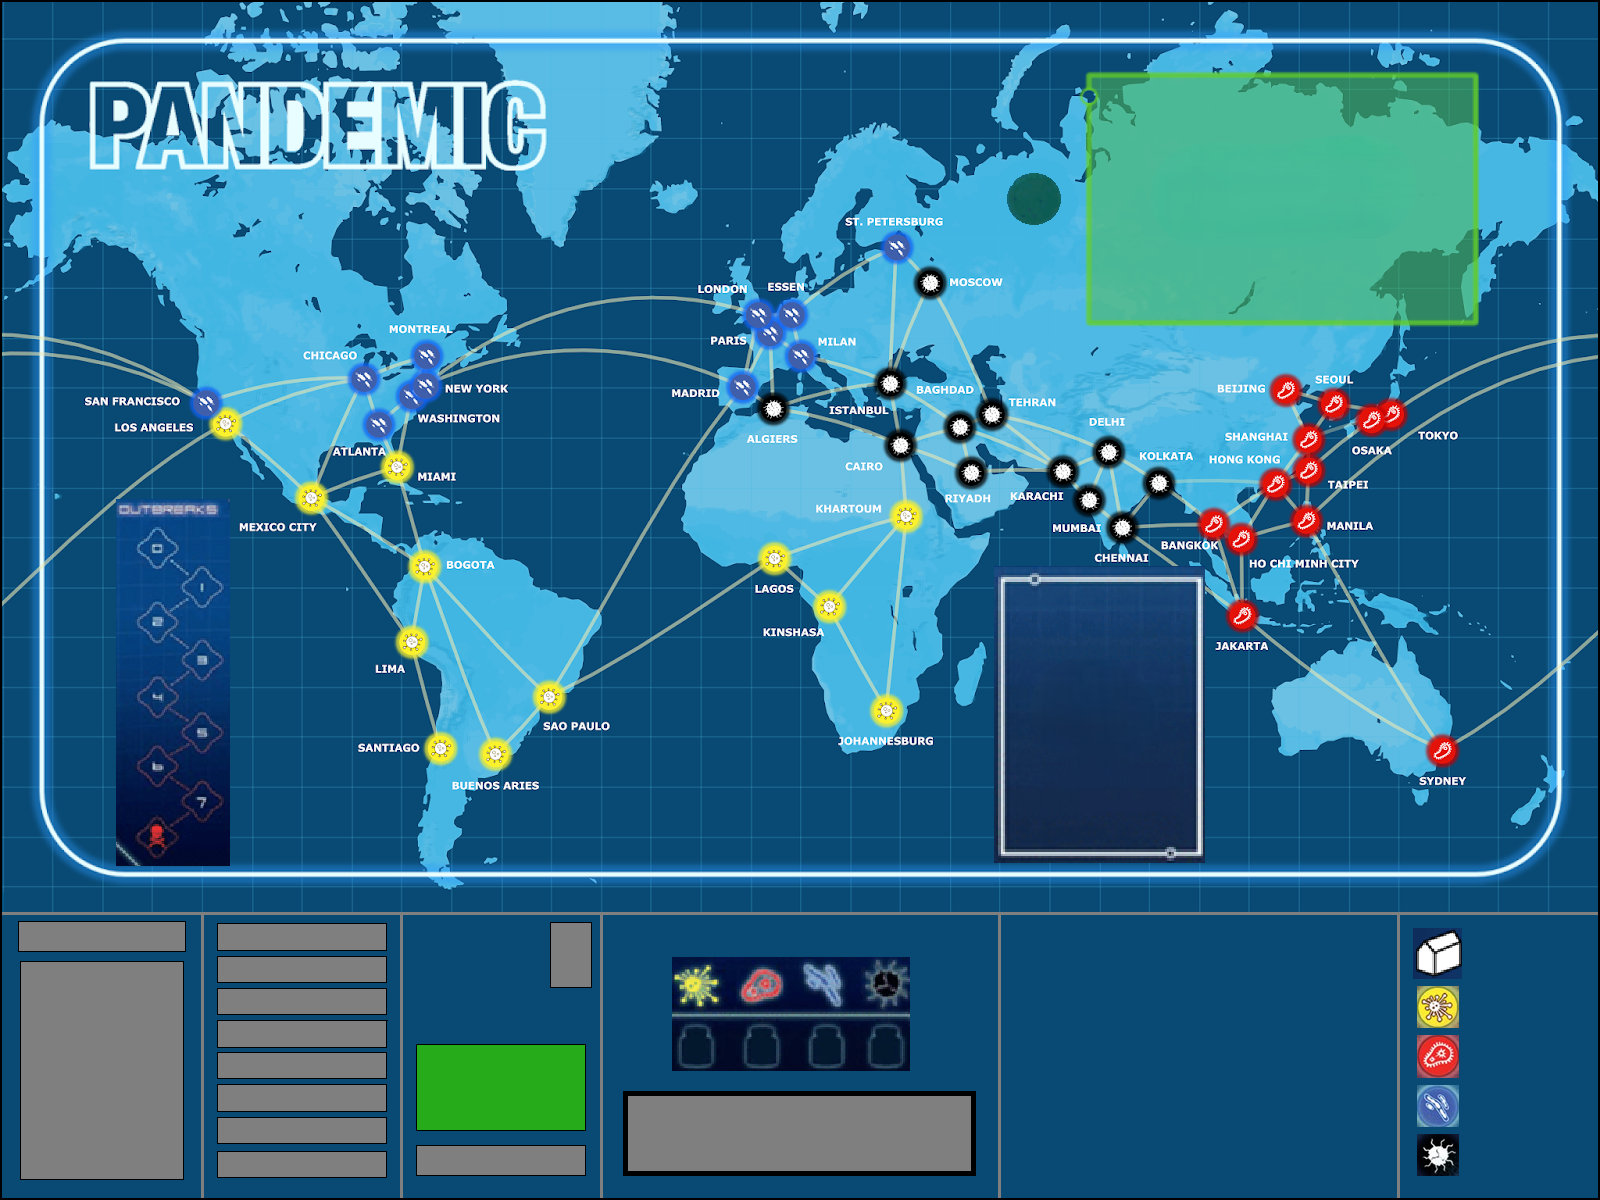 PANDEMIC
ST. PETERSBURG
MOSCOW
LONDON
ESSEN
MONTREAL
PARIS
MILAN
CHICAGO
NEW YORK
MADRID
BAGHDAD
TEHRAN
BEIJING
SEOUL
SAN FRANCISCO
LOS ANGELES
WASHINGTON
ISTANBUL
DELHI
ALGIERS
SHANGHAI
TOKYO
ATLANTA
OSAKA
CAIRO
KOLKATA
HONG KONG
MIAMI
TAIPEI
RIYADH
KARACHI
KHARTOUM
MEXICO CITY
MUMBAI
MANILA
BANGKOK
CHENNAI
HO CHI MINH CITY
BOGOTA
LAGOS
KINSHASA
JAKARTA
LIMA
SAO PAULO
JOHANNESBURG
SANTIAGO
BUENOS ARIES
SYDNEY
OUTBREAKS
0
1
2
3
4
5
6
7